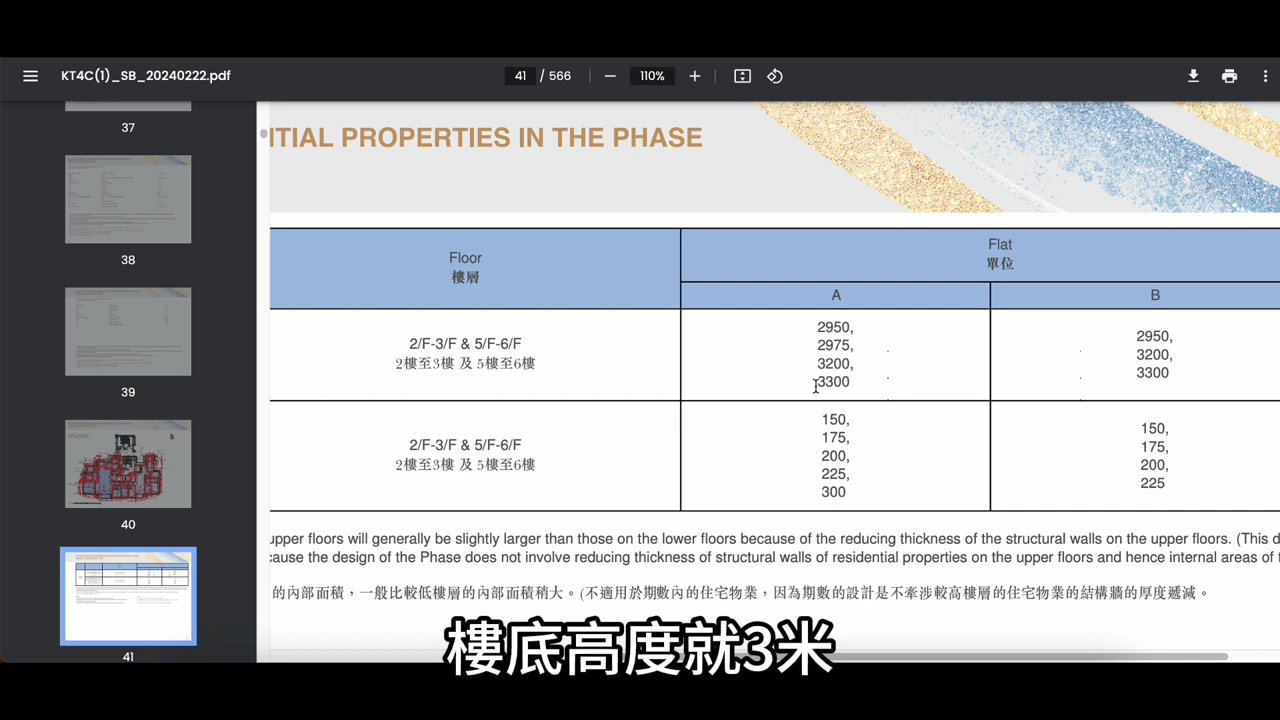 KT4C(1)_SB_20240222.pdf
41 / 566
110%
37
38
39
40
41
ITIAL PROPERTIES IN THE PHASE
Floor
樓層
Flat
單位
A
B
2/F-3/F & 5/F-6/F
2樓至3樓 及 5樓至6樓
2950,
2975,
3200,
3300
2950,
3200,
3300
2/F-3/F & 5/F-6/F
2樓至3樓 及 5樓至6樓
150,
175,
200,
225,
300
150,
175,
200,
225
upper floors will generally be slightly larger than those on the lower floors because of the reducing thickness of the structural walls on the upper floors. (This d
cause the design of the Phase does not involve reducing thickness of structural walls of residential properties on the upper floors and hence internal areas of t
的內部面積，一般比較低樓層的內部面積稍大。(不適用於期數內的住宅物業，因為期數的設計是不牽涉較高樓層的住宅物業的結構牆的厚度遞減。
樓底高度就3米